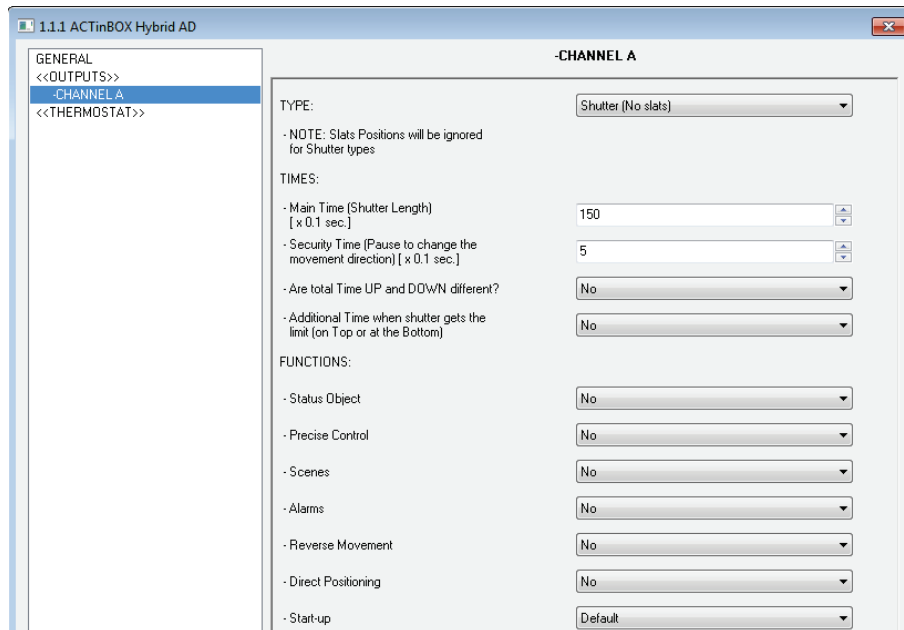 1.1.1 ACTinBOX Hybrid AD
GENERAL
<<OUTPUTS>>
-CHANNEL A
<<THERMOSTAT>>
-CHANNEL A
TYPE:
Shutter (No slats)
- NOTE: Slats Positions will be ignored
for Shutter types
TIMES:
- Main Time (Shutter Length)
[ x 0.1 sec.]
150
- Security Time (Pause to change the
movement direction) [ x 0.1 sec.]
5
- Are total Time UP and DOWN different?
No
- Additional Time when shutter gets the
limit (on Top or at the Bottom)
No
FUNCTIONS:
- Status Object
No
- Precise Control
No
- Scenes
No
- Alarms
No
- Reverse Movement
No
- Direct Positioning
No
- Start-up
Default